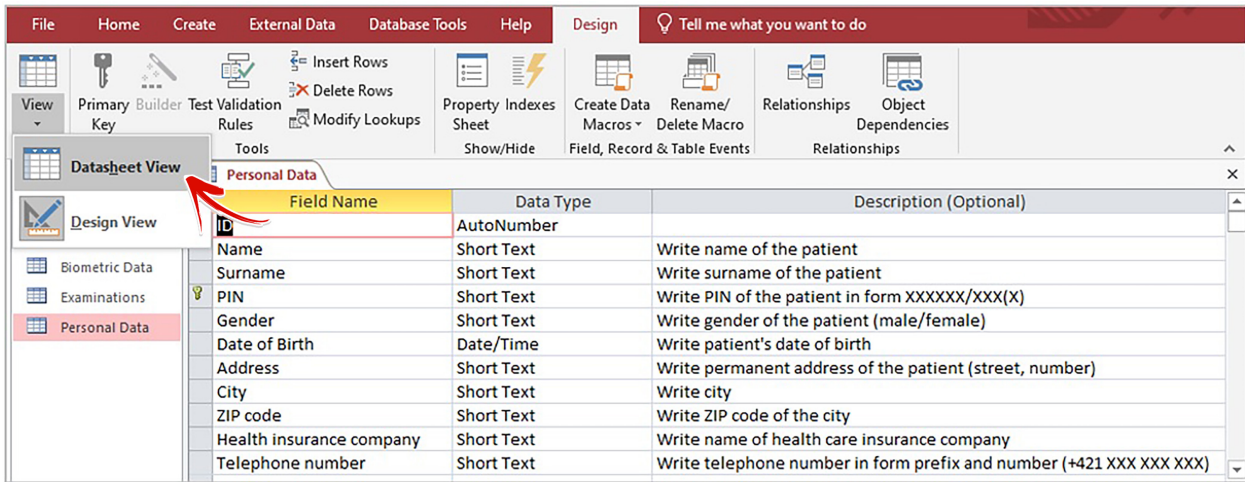 File Home Create External Data Database Tools Help Design Tell me what you want to do
View
Primary Key
Builder
Test Validation Rules
Insert Rows
Delete Rows
Modify Lookups
Property Sheet
Indexes
Create Data Macros
Rename/ Delete Macro
Relationships
Object Dependencies
Tools Show/Hide Field, Record & Table Events Relationships
Datasheet View
Design View
Biometric Data
Examinations
Personal Data
Personal Data
Field Name Data Type Description (Optional)
ID AutoNumber
Name Short Text Write name of the patient
Surname Short Text Write surname of the patient
PIN Short Text Write PIN of the patient in form XXXXXX/XXX(X)
Gender Short Text Write gender of the patient (male/female)
Date of Birth Date/Time Write patient's date of birth
Address Short Text Write permanent address of the patient (street, number)
City Short Text Write city
ZIP code Short Text Write ZIP code of the city
Health insurance company Short Text Write name of health care insurance company
Telephone number Short Text Write telephone number in form prefix and number (+421 XXX XXX XXX)